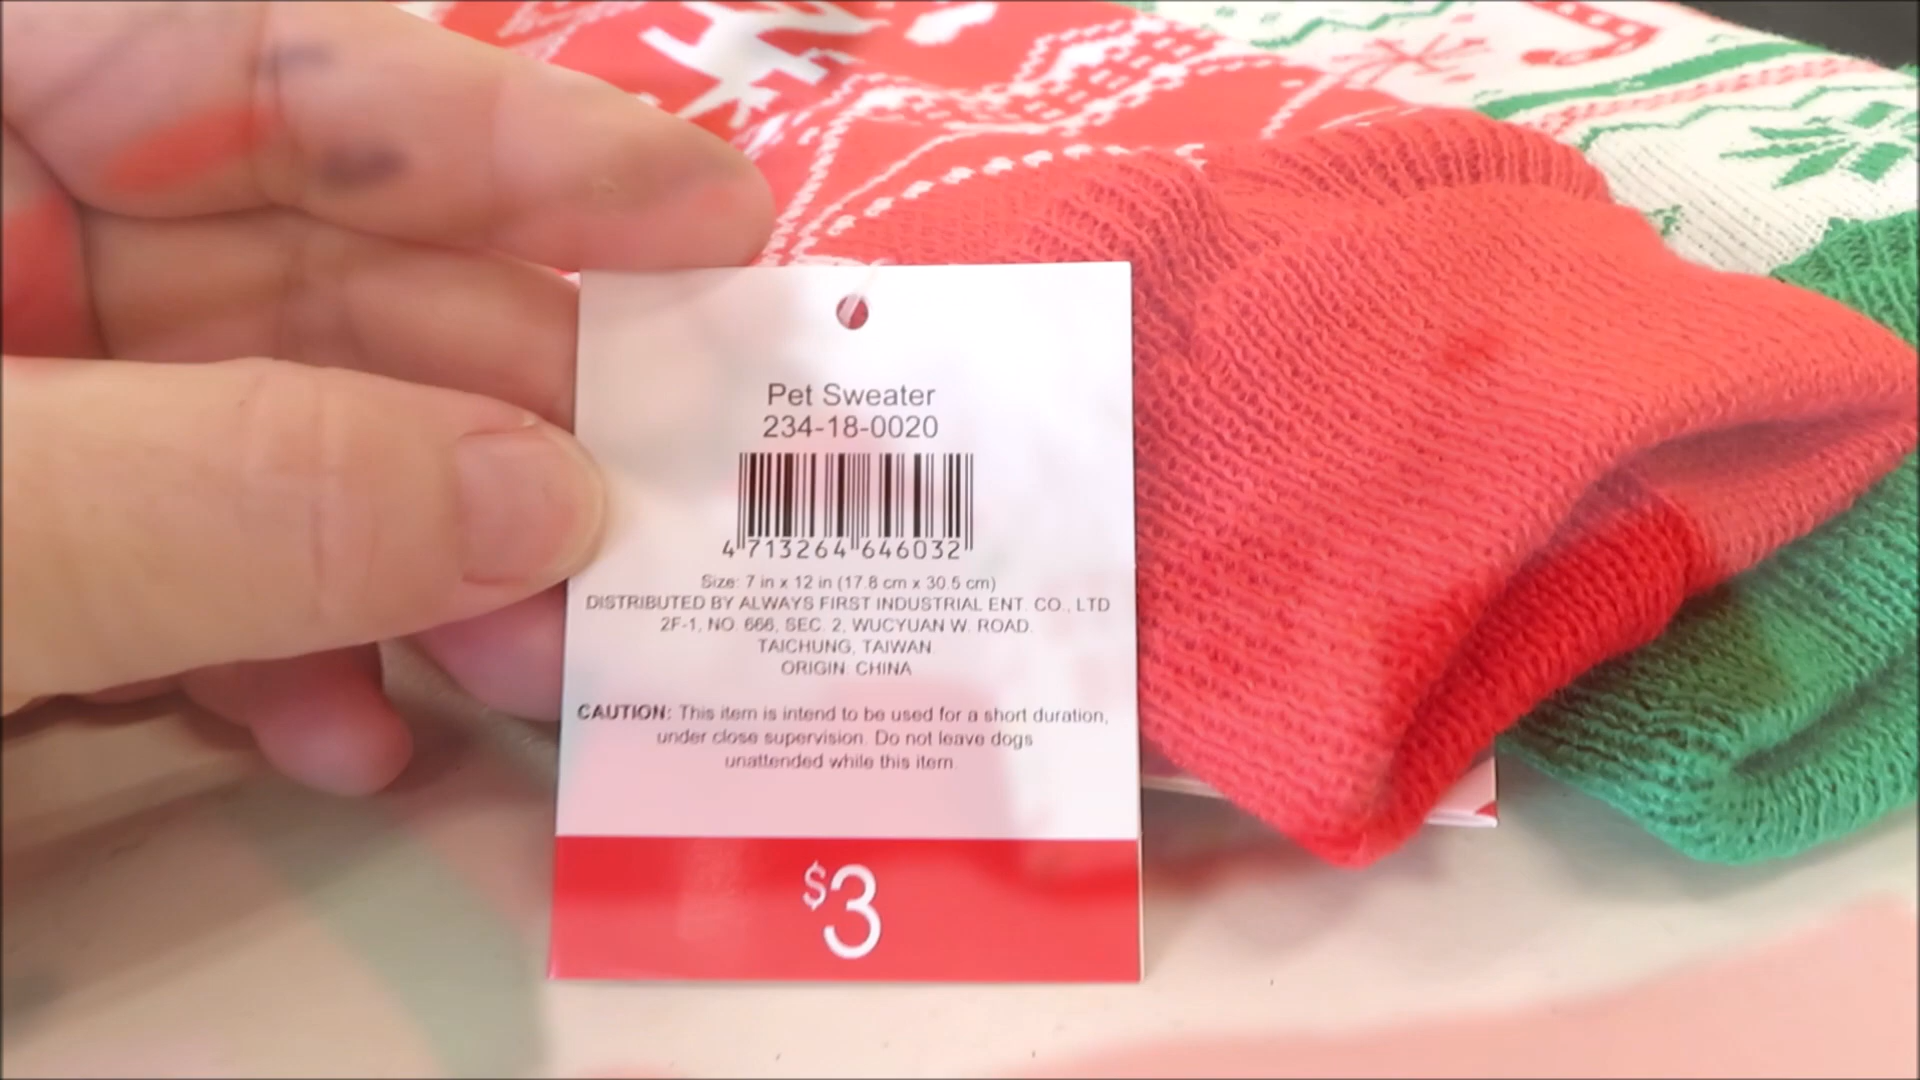 Pet Sweater
234-18-0020
4 713264 646032
Size: 7 in x 12 in (17.8 cm x 30.5 cm)
DISTRIBUTED BY ALWAYS FIRST INDUSTRIAL ENT. CO., LTD
2F-1, NO. 666, SEC. 2, WUCYUAN W. ROAD.
TAICHUNG, TAIWAN.
ORIGIN: CHINA
CAUTION: This item is intend to be used for a short duration,
under close supervision. Do not leave dogs
unattended while this item.
$3